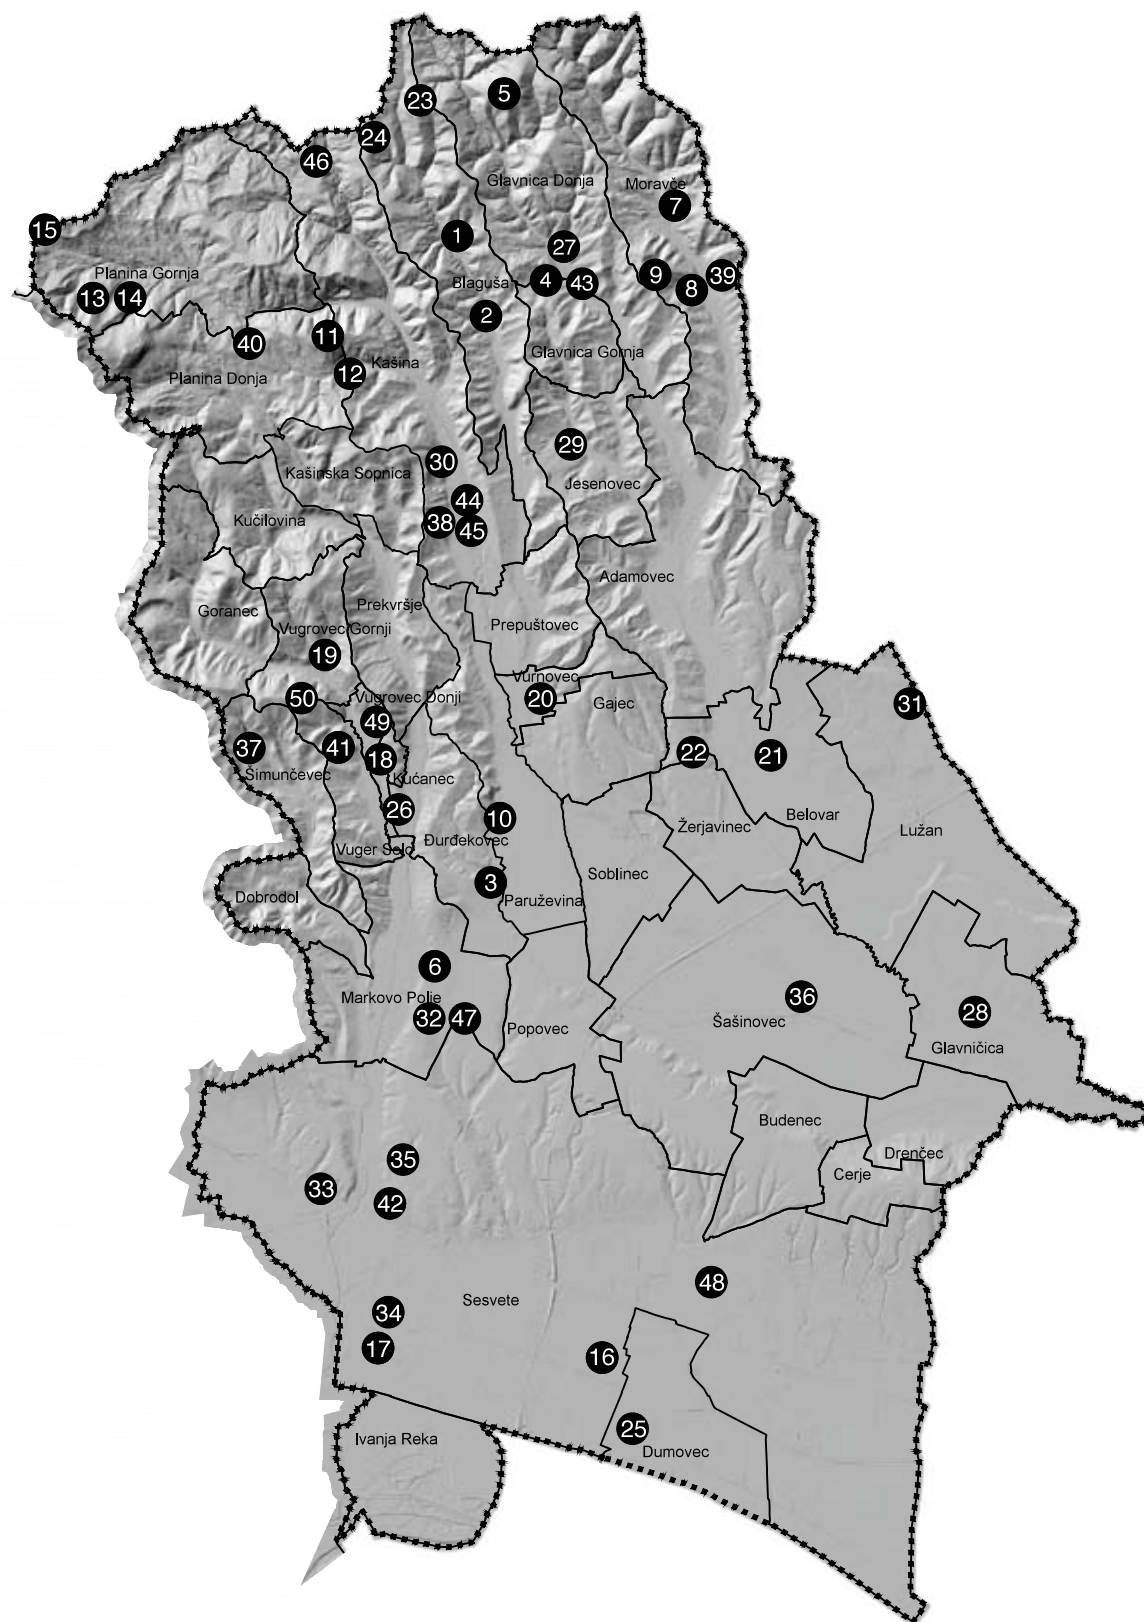 5
23
24
46
Glavnica Donja
Moravče
7
15
1
27
Planina Gornja
Blaguša
4
43
9
8
39
13
14
2
11
40
Glavnica Gornja
Kašina
12
Planina Donja
29
30
Kašinska Sopnica
Jesenovec
44
38
45
Kučilovina
Adamovec
Goranec
Prekvršje
Vugrovec Gornji
Prepuštovec
19
Vurnovec
50
Vugrovec Donji
20
Gajec
31
49
37
41
18
22
21
Šimunčevec
Kućanec
26
10
Belovar
Žerjavinec
Lužan
Đurđekovec
Vuger Selo
Soblinec
3
Dobrodol
Paruževina
6
Markovo Polje
36
32
47
Šašinovec
28
Popovec
Glavničica
Budenec
Drenčec
35
Cerje
33
42
48
Sesvete
34
17
16
25
Ivanja Reka
Dumovec